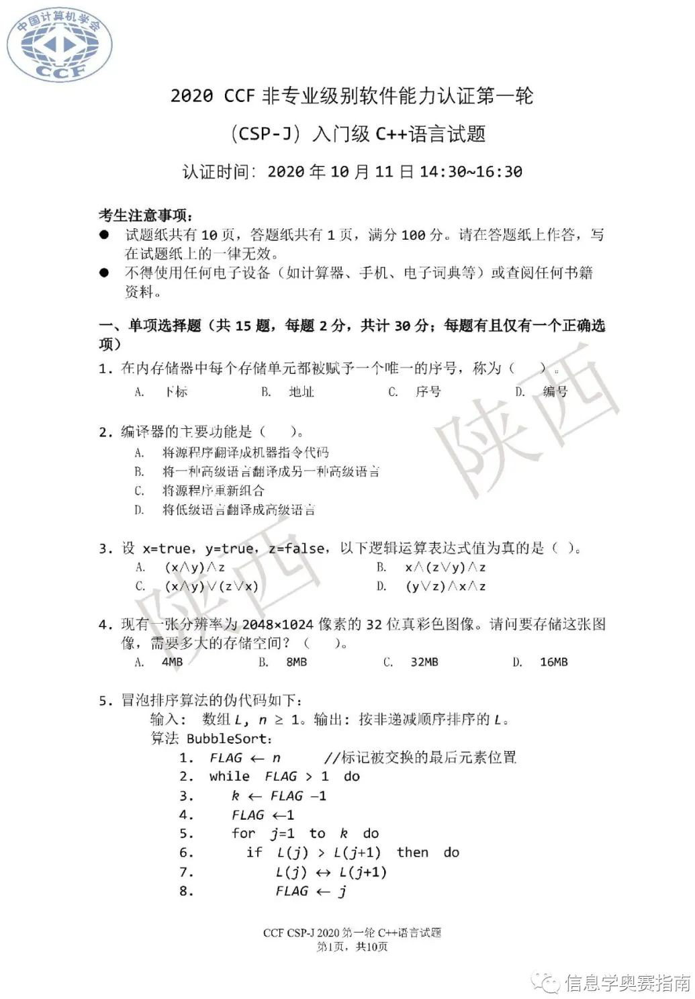 中国计算机学会
CCF
2020 CCF 非专业级别软件能力认证第一轮
（CSP-J）入门级 C++语言试题
认证时间：2020 年 10 月 11 日 14:30~16:30
考生注意事项：
● 试题纸共有 10 页，答题纸共有 1 页，满分 100 分。请在答题纸上作答，写
在试题纸上的一律无效。
● 不得使用任何电子设备（如计算器、手机、电子词典等）或查阅任何书籍
资料。
一、单项选择题（共 15 题，每题 2 分，共计 30 分；每题有且仅有一个正确选
项）
1. 在内存储器中每个存储单元都被赋予一个唯一的序号，称为（ ）。
A. 下标 B. 地址 C. 序号 D. 编号
2. 编译器的主要功能是（ ）。
A. 将源程序翻译成机器指令代码
B. 将一种高级语言翻译成另一种高级语言
C. 将源程序重新组合
D. 将低级语言翻译成高级语言
3. 设 x=true，y=true，z=false，以下逻辑运算表达式值为真的是（ ）。
A. (x∧y)∧z B. x∧(z∨y)∧z
C. (x∧y)∨(z∨x) D. (y∨z)∧x∧z
4. 现有一张分辨率为 2048×1024 像素的 32 位真彩色图像。请问要存储这张图
像，需要多大的存储空间？（ ）。
A. 4MB B. 8MB C. 32MB D. 16MB
5. 冒泡排序算法的伪代码如下：
输入： 数组 L, n ≥ 1。输出：按非递减顺序排序的 L。
算法 BubbleSort：
1. FLAG ← n //标记被交换的最后元素位置
2. while FLAG > 1 do
3. k ← FLAG −1
4. FLAG ←1
5. for j=1 to k do
6. if L(j) > L(j+1) then do
7. L(j) ↔ L(j+1)
8. FLAG ← j
CCF CSP-J 2020 第一轮 C++语言试题
第1页，共10页
陕西
陕西
信息学奥赛指南